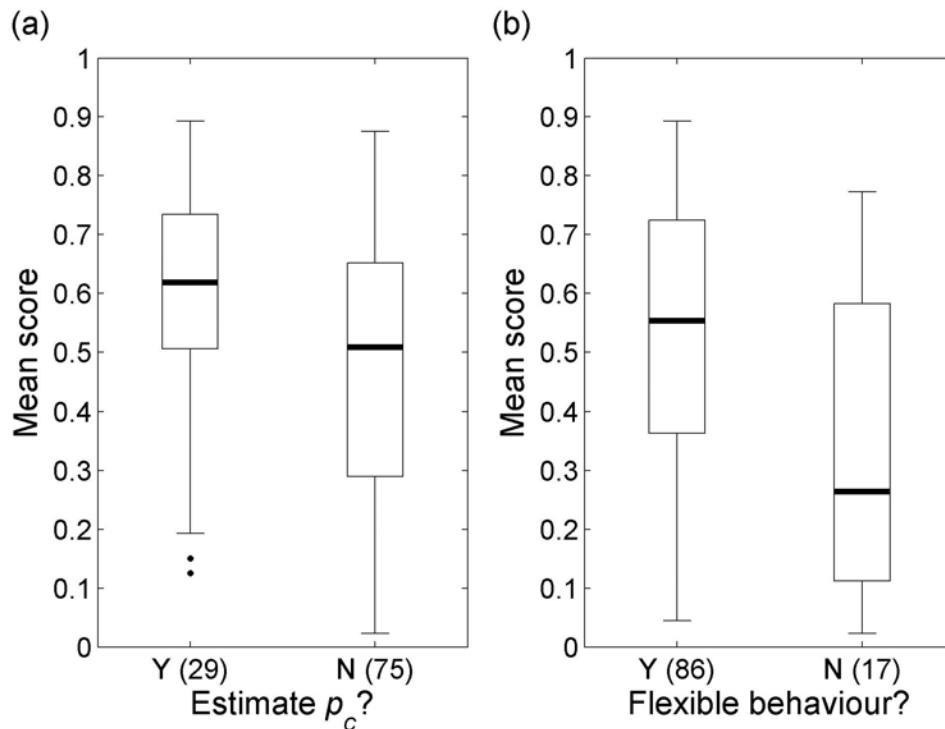 (a)
1
0.9
0.8
0.7
0.6
0.5
0.4
0.3
0.2
0.1
0
Mean score
Y (29) N (75)
Estimate p_c?
(b)
1
0.9
0.8
0.7
0.6
0.5
0.4
0.3
0.2
0.1
0
Mean score
Y (86) N (17)
Flexible behaviour?